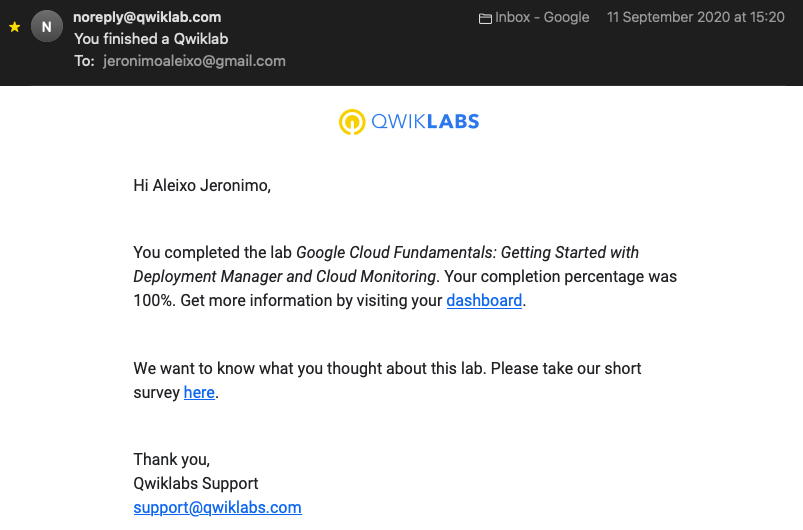 noreply@qwiklab.com
Inbox - Google
11 September 2020 at 15:20
N
You finished a Qwiklab
To: jeronimoaleixo@gmail.com
QWIKLABS
Hi Aleixo Jeronimo,
You completed the lab Google Cloud Fundamentals: Getting Started with
Deployment Manager and Cloud Monitoring. Your completion percentage was
100%. Get more information by visiting your dashboard.
We want to know what you thought about this lab. Please take our short
survey here.
Thank you,
Qwiklabs Support
support@qwiklabs.com